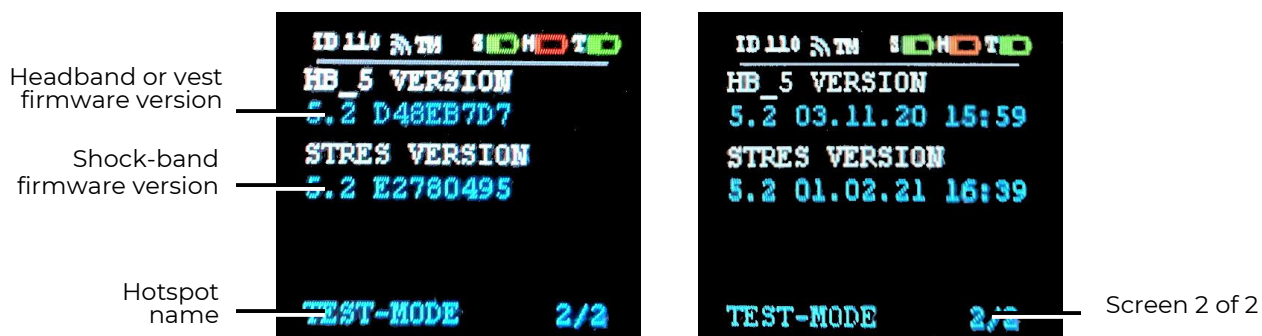 ID 110 TM S H T
HB_5 VERSION
5.2 D48EB7D7
STRES VERSION
5.2 E2780495
TEST-MODE 2/2
Headband or vest
firmware version
Shock-band
firmware version
Hotspot
name
ID 110 TM S H T
HB_5 VERSION
5.2 03.11.20 15:59
STRES VERSION
5.2 01.02.21 16:39
TEST-MODE 2/2
Screen 2 of 2